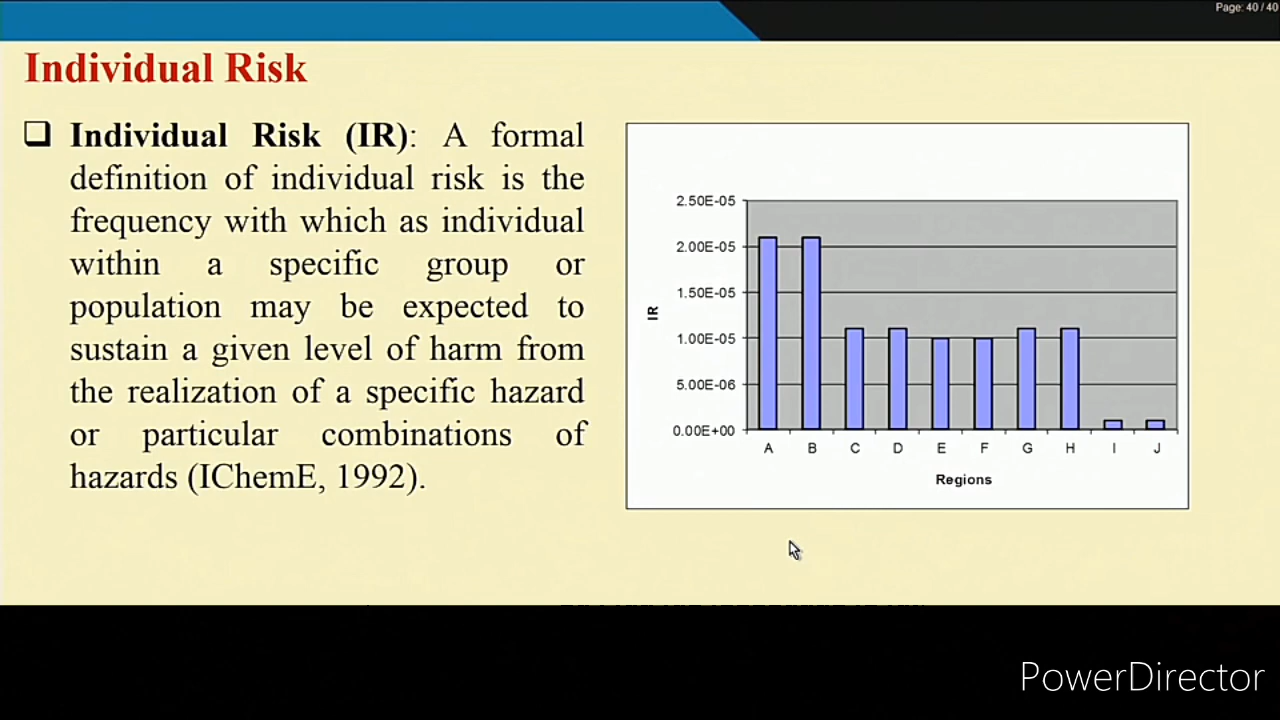 Page: 40 / 40
Individual Risk
❑ Individual Risk (IR): A formal
definition of individual risk is the
frequency with which as individual
within a specific group or
population may be expected to
sustain a given level of harm from
the realization of a specific hazard
or particular combinations of
hazards (IChemE, 1992).
2.50E-05
2.00E-05
1.50E-05
1.00E-05
5.00E-06
0.00E+00
IR
A B C D E F G H I J
Regions
PowerDirector